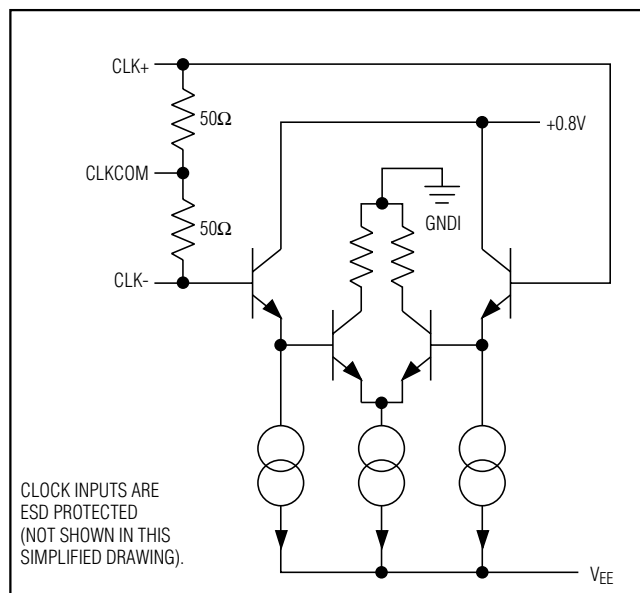 CLK+
50Ω
+0.8V
CLKCOM
GNDI
50Ω
CLK-
CLOCK INPUTS ARE
ESD PROTECTED
(NOT SHOWN IN THIS
SIMPLIFIED DRAWING).
VEE